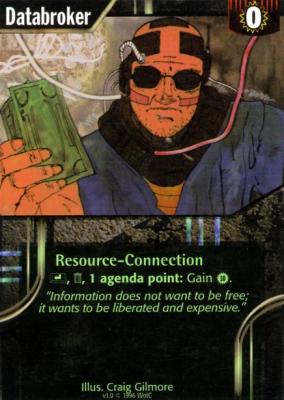 Databroker
0
Resource-Connection
, , 1 agenda point: Gain .
"Information does not want to be free;
it wants to be liberated and expensive."
Illus. Craig Gilmore
v1.0 © 1996 WotC